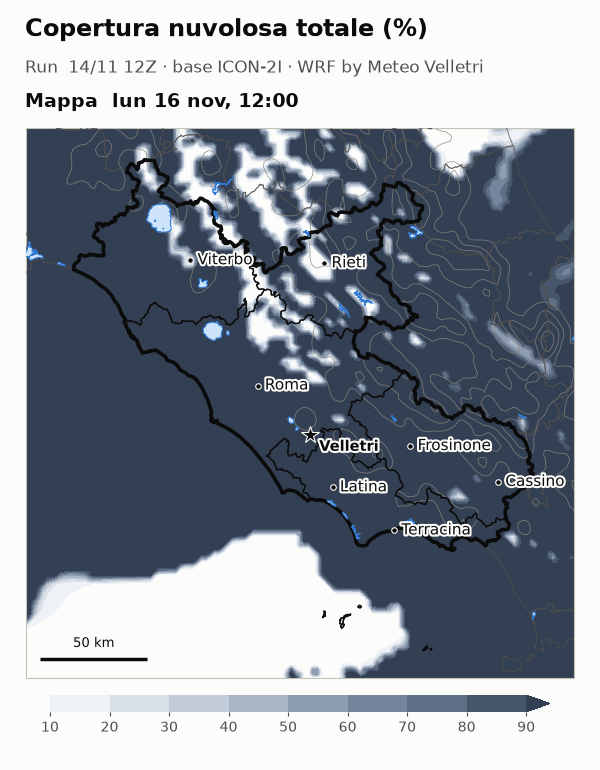 Copertura nuvolosa totale (%)
Run  14/11 12Z · base ICON-2I · WRF by Meteo Velletri
Mappa  lun 16 nov, 12:00
Viterbo
Rieti
Roma
Velletri
Frosinone
Cassino
Latina
Terracina
50 km
10 20 30 40 50 60 70 80 90